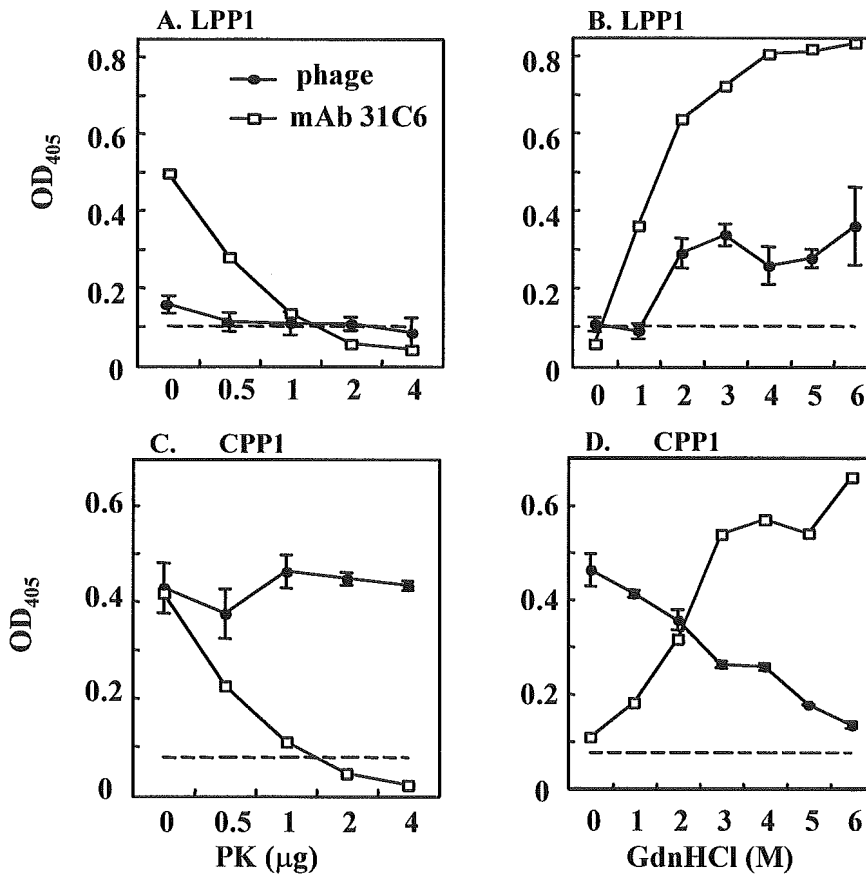 A. LPP1
B. LPP1
0.8
0.6
0.4
0.2
0
OD405
phage
mAb 31C6
0 0.5 1 2 4
0.8
0.6
0.4
0.2
0
0 1 2 3 4 5 6
C. CPP1
D. CPP1
0.6
0.4
0.2
0
OD405
0 0.5 1 2 4
PK (μg)
0.6
0.4
0.2
0
0 1 2 3 4 5 6
GdnHCl (M)